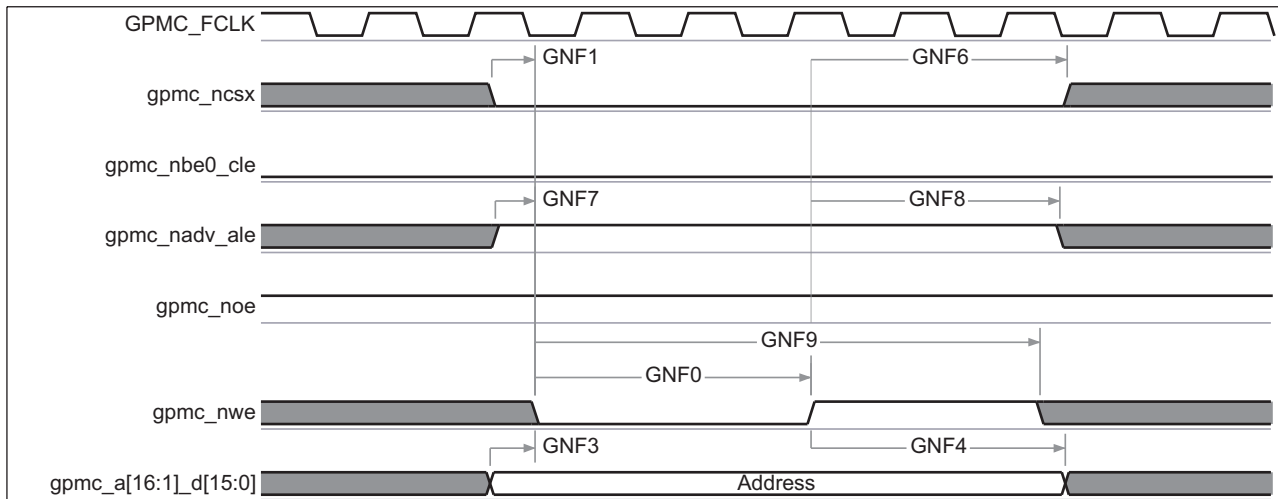 GPMC_FCLK
GNF1
GNF6
gpmc_ncsx
gpmc_nbe0_cle
GNF7
GNF8
gpmc_nadv_ale
gpmc_noe
GNF9
GNF0
gpmc_nwe
GNF3
GNF4
gpmc_a[16:1]_d[15:0]
Address